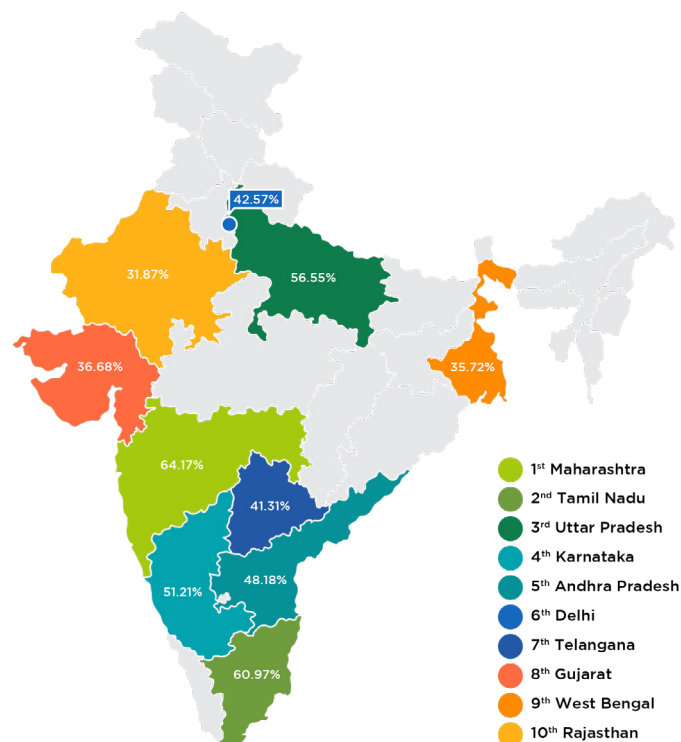 42.57%
31.87%
56.55%
36.68%
35.72%
64.17%
41.31%
51.21%
48.18%
60.97%
1st Maharashtra
2nd Tamil Nadu
3rd Uttar Pradesh
4th Karnataka
5th Andhra Pradesh
6th Delhi
7th Telangana
8th Gujarat
9th West Bengal
10th Rajasthan